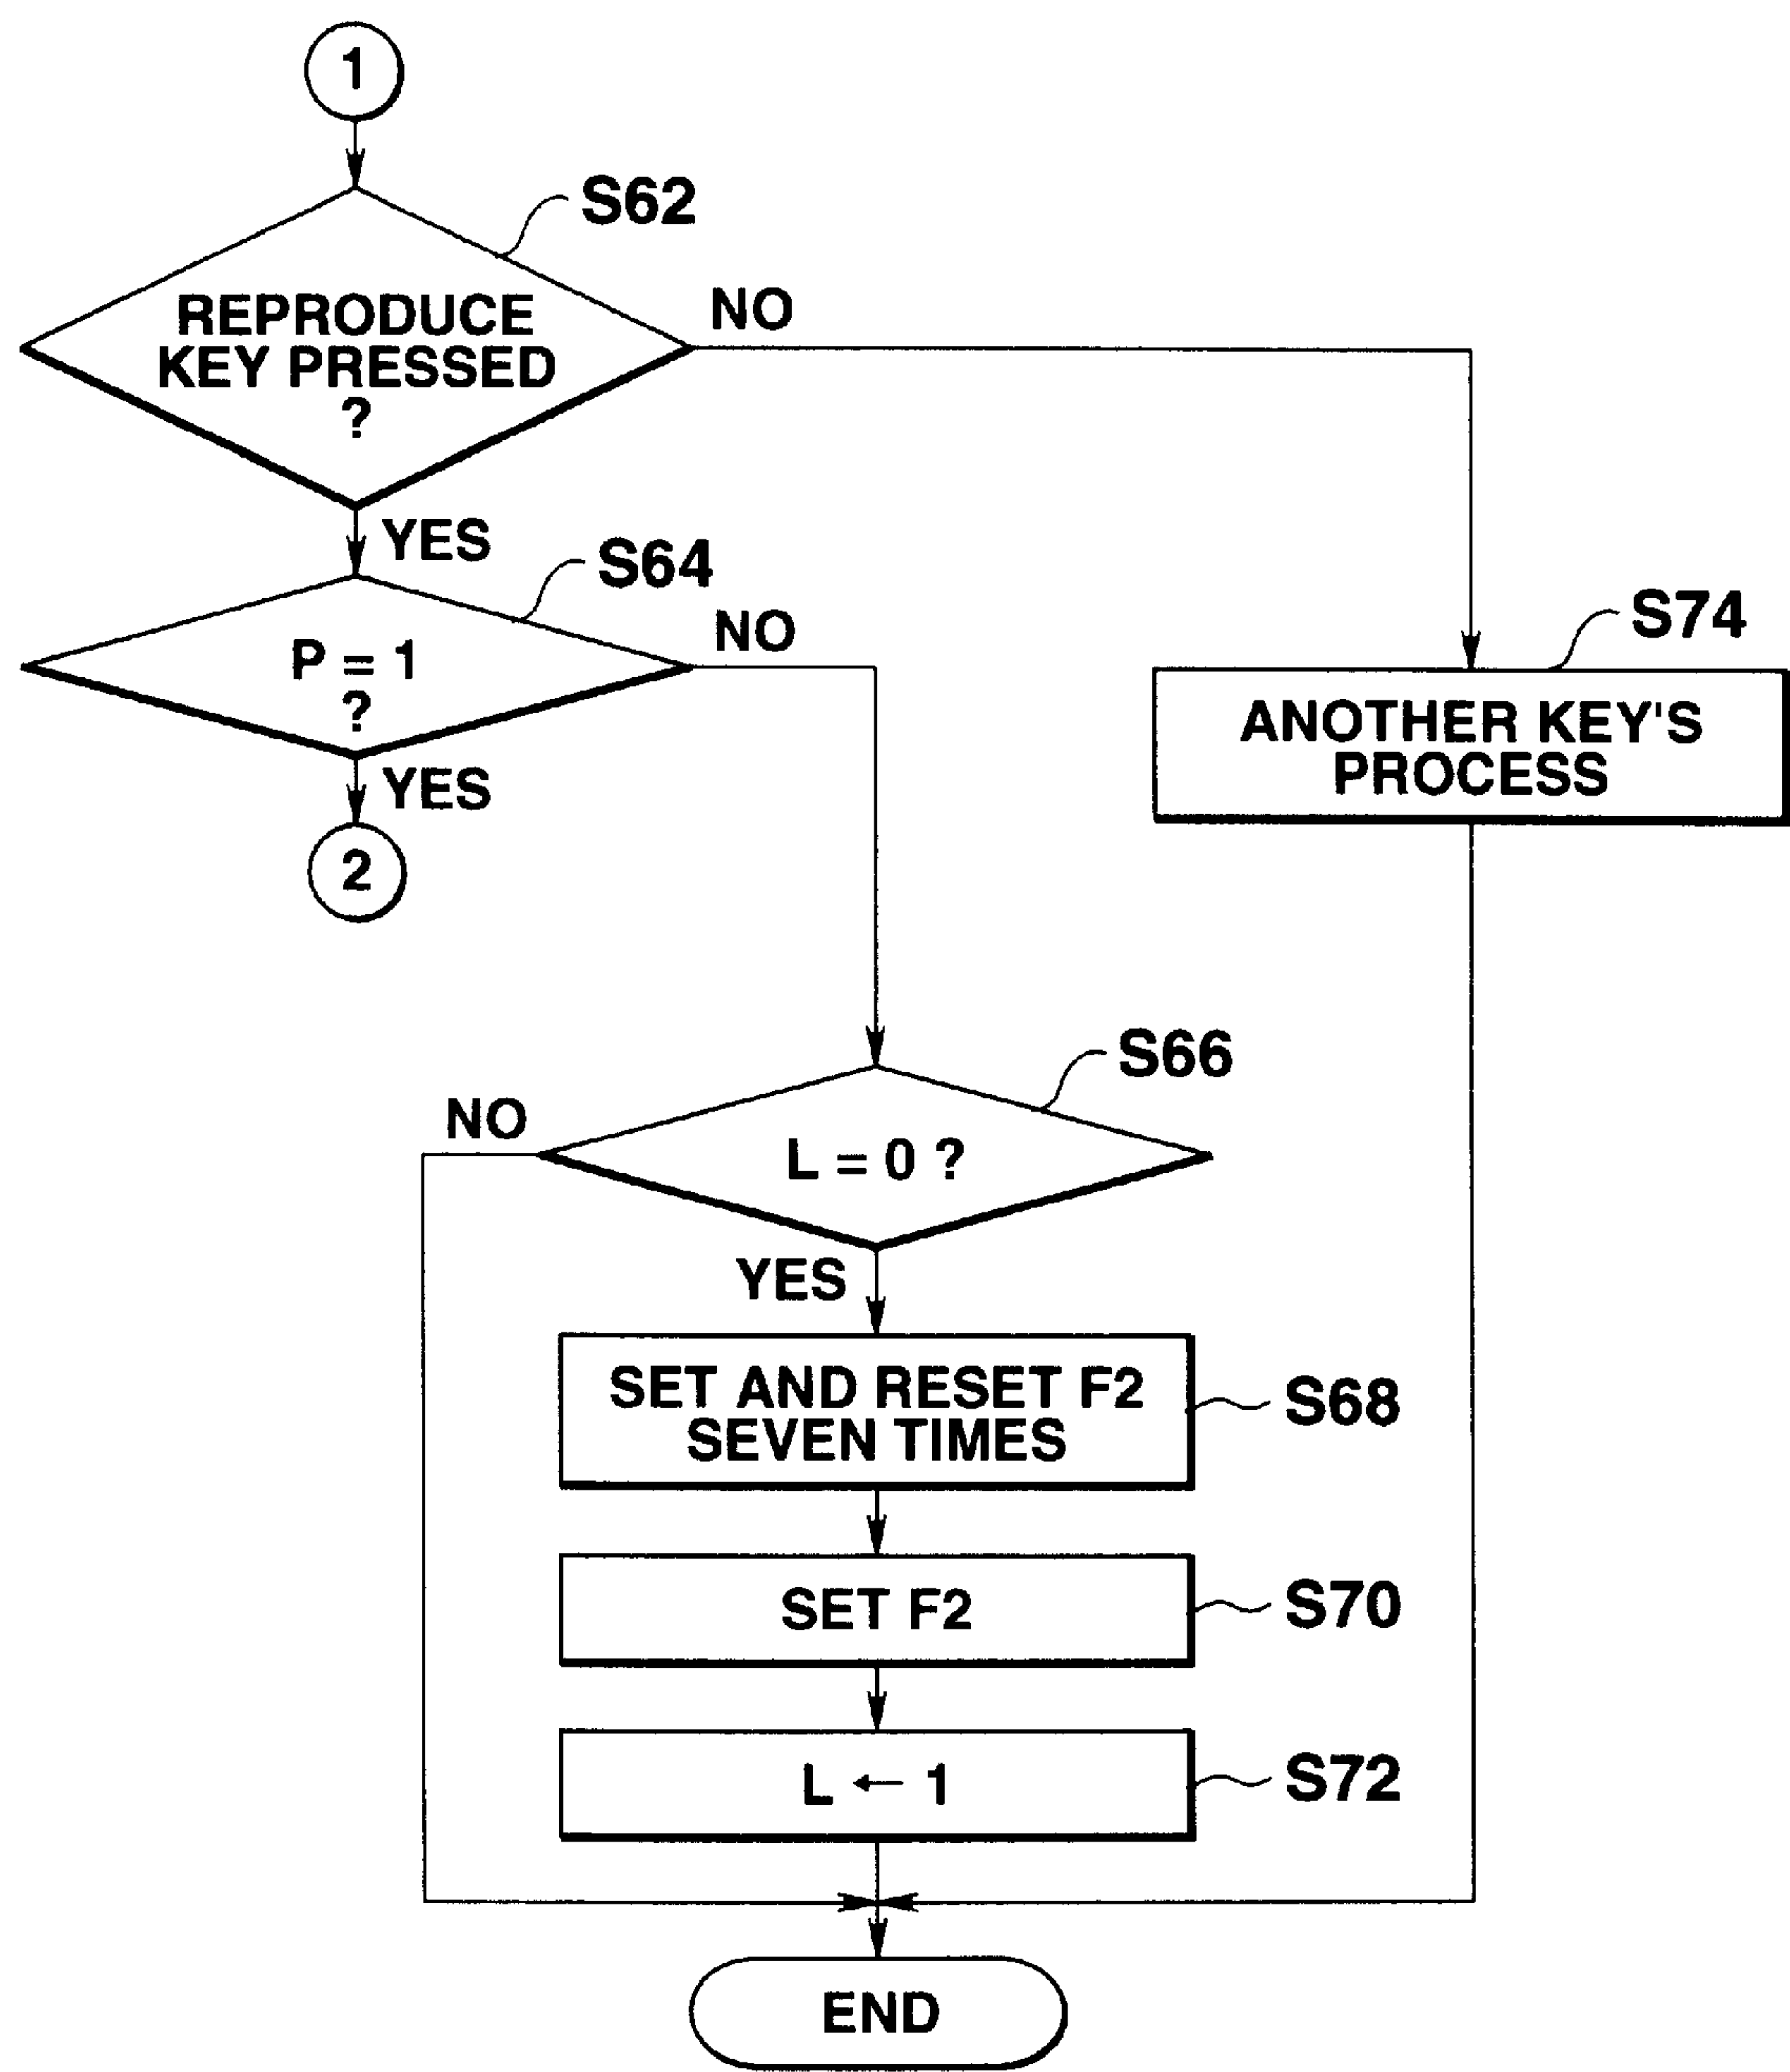 1
S62
REPRODUCE
KEY PRESSED
?
NO
YES
S64
P = 1
?
NO
YES
2
S74
ANOTHER KEY'S
PROCESS
S66
L = 0 ?
NO
YES
SET AND RESET F2
SEVEN TIMES
S68
SET F2
S70
L ← 1
S72
END